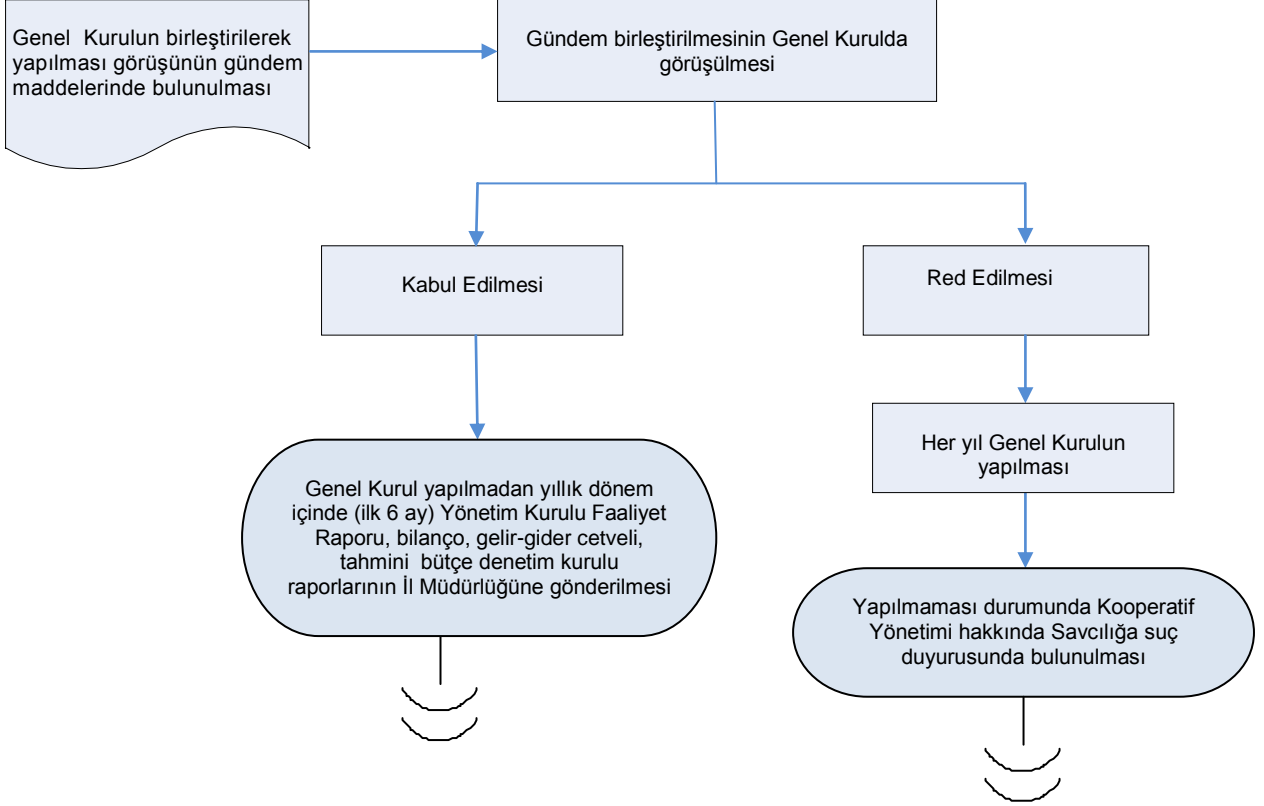 Genel Kurulun birleştirilerek
yapılması görüşünün gündem
maddelerinde bulunulması
Gündem birleştirilmesinin Genel Kurulda
görüşülmesi
Kabul Edilmesi
Red Edilmesi
Her yıl Genel Kurulun
yapılması
Genel Kurul yapılmadan yıllık dönem
içinde (ilk 6 ay) Yönetim Kurulu Faaliyet
Raporu, bilanço, gelir-gider cetveli,
tahmini bütçe denetim kurulu
raporlarının İl Müdürlüğüne gönderilmesi
Yapılmaması durumunda Kooperatif
Yönetimi hakkında Savcılığa suç
duyurusunda bulunulması